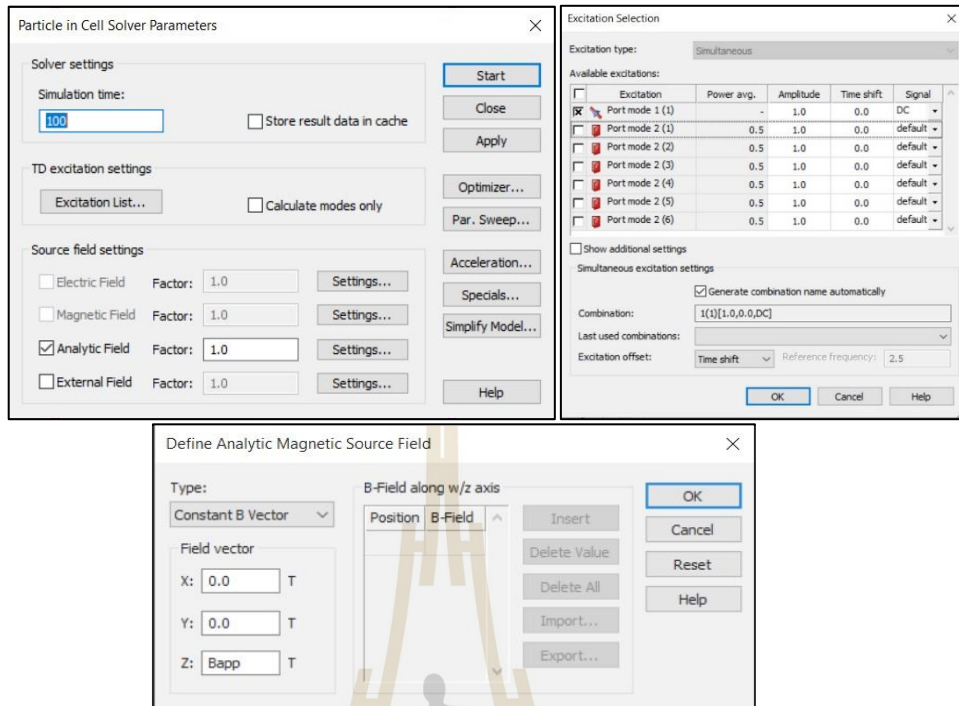 Particle in Cell Solver Parameters
Solver settings
Simulation time:
100
Store result data in cache
TD excitation settings
Excitation List...
Calculate modes only
Source field settings
Electric Field Factor: 1.0 Settings...
Magnetic Field Factor: 1.0 Settings...
Analytic Field Factor: 1.0 Settings...
External Field Factor: 1.0 Settings...
Start
Close
Apply
Optimizer...
Par. Sweep...
Acceleration...
Specials...
Simplify Model...
Help
Excitation Selection
Excitation type: Simultaneous
Available excitations:
Excitation Power avg. Amplitude Time shift Signal
Port mode 1 (1) - 1.0 0.0 DC
Port mode 2 (1) 0.5 1.0 0.0 default
Port mode 2 (2) 0.5 1.0 0.0 default
Port mode 2 (3) 0.5 1.0 0.0 default
Port mode 2 (4) 0.5 1.0 0.0 default
Port mode 2 (5) 0.5 1.0 0.0 default
Port mode 2 (6) 0.5 1.0 0.0 default
Show additional settings
Simultaneous excitation settings
Generate combination name automatically
Combination: 1(1)[1.0,0.0,DC]
Last used combinations:
Excitation offset: Time shift Reference frequency: 2.5
OK Cancel Help
Define Analytic Magnetic Source Field
Type:
Constant B Vector
Field vector
X: 0.0 T
Y: 0.0 T
Z: Bapp T
B-Field along w/z axis
Position B-Field
Insert
Delete Value
Delete All
Import...
Export...
OK
Cancel
Reset
Help